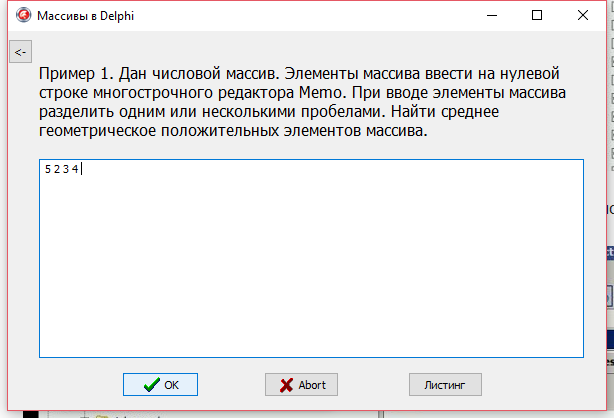 Массивы в Delphi
<-
Пример 1. Дан числовой массив. Элементы массива ввести на нулевой
строке многострочного редактора Memo. При вводе элементы массива
разделить одним или несколькими пробелами. Найти среднее
геометрическое положительных элементов массива.
5 2 3 4
OK Abort Листинг